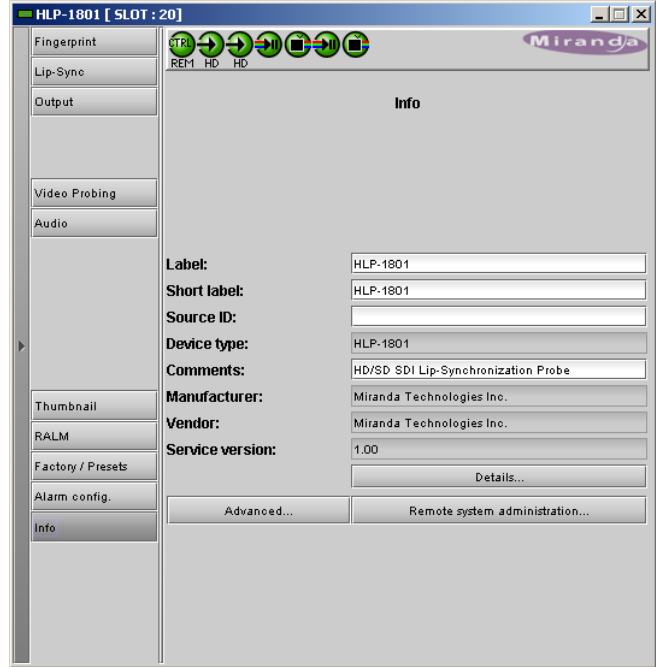 HLP-1801 [ SLOT : 20]
Fingerprint
Lip-Sync
Output
Video Probing
Audio
Thumbnail
RALM
Factory / Presets
Alarm config.
Info
CTRL
REM HD HD
Miranda
Info
Label: HLP-1801
Short label: HLP-1801
Source ID:
Device type: HLP-1801
Comments: HD/SD SDI Lip-Synchronization Probe
Manufacturer: Miranda Technologies Inc.
Vendor: Miranda Technologies Inc.
Service version: 1.00
Details...
Advanced... Remote system administration...